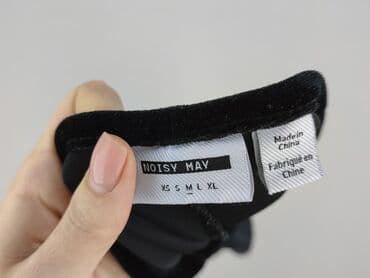 NOISY MAY
XS S M L XL
Made in
China
Fabriqué en
Chine